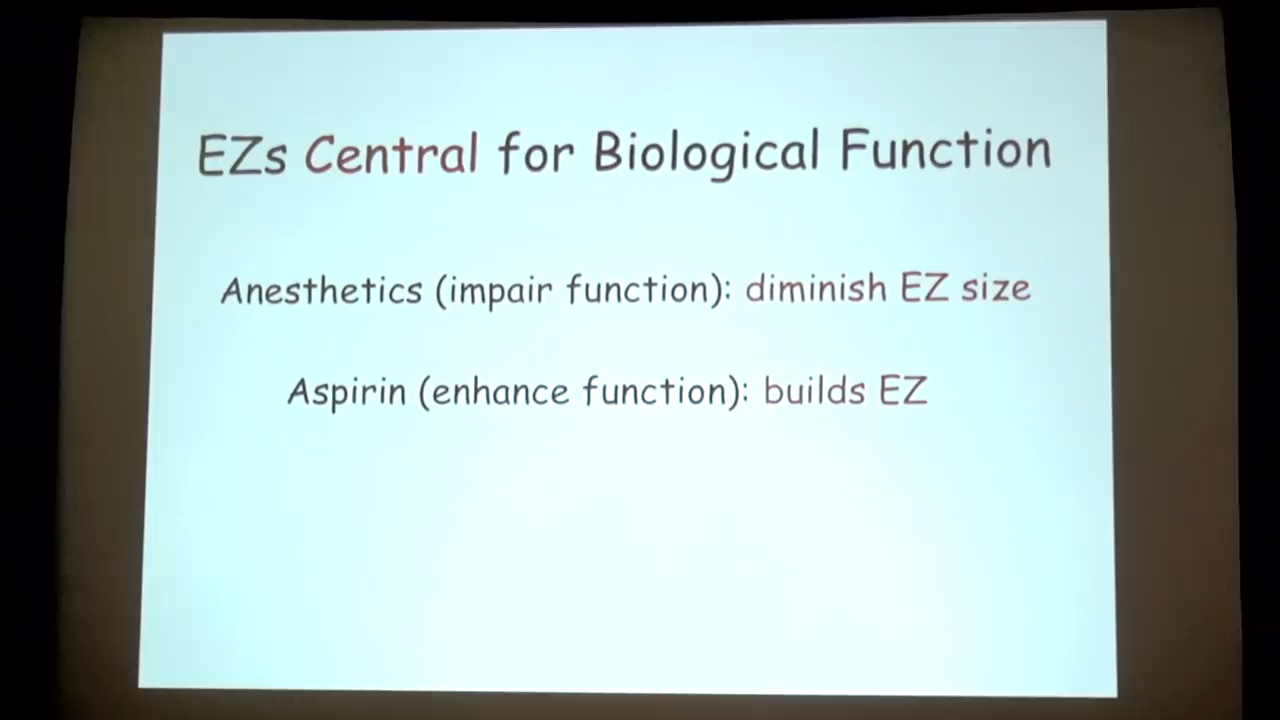 EZs Central for Biological Function
Anesthetics (impair function): diminish EZ size
Aspirin (enhance function): builds EZ